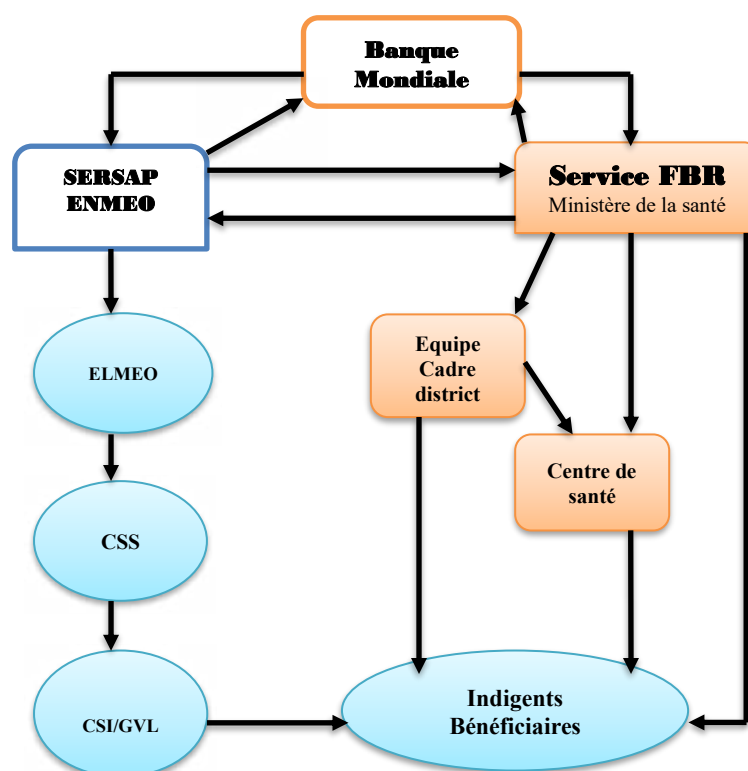 Banque
Mondiale
SERSAP
ENMEO
Service FBR
Ministère de la santé
ELMEO
Equipe
Cadre
district
Centre de
santé
CSS
CSI/GVL
Indigents
Bénéficiaires